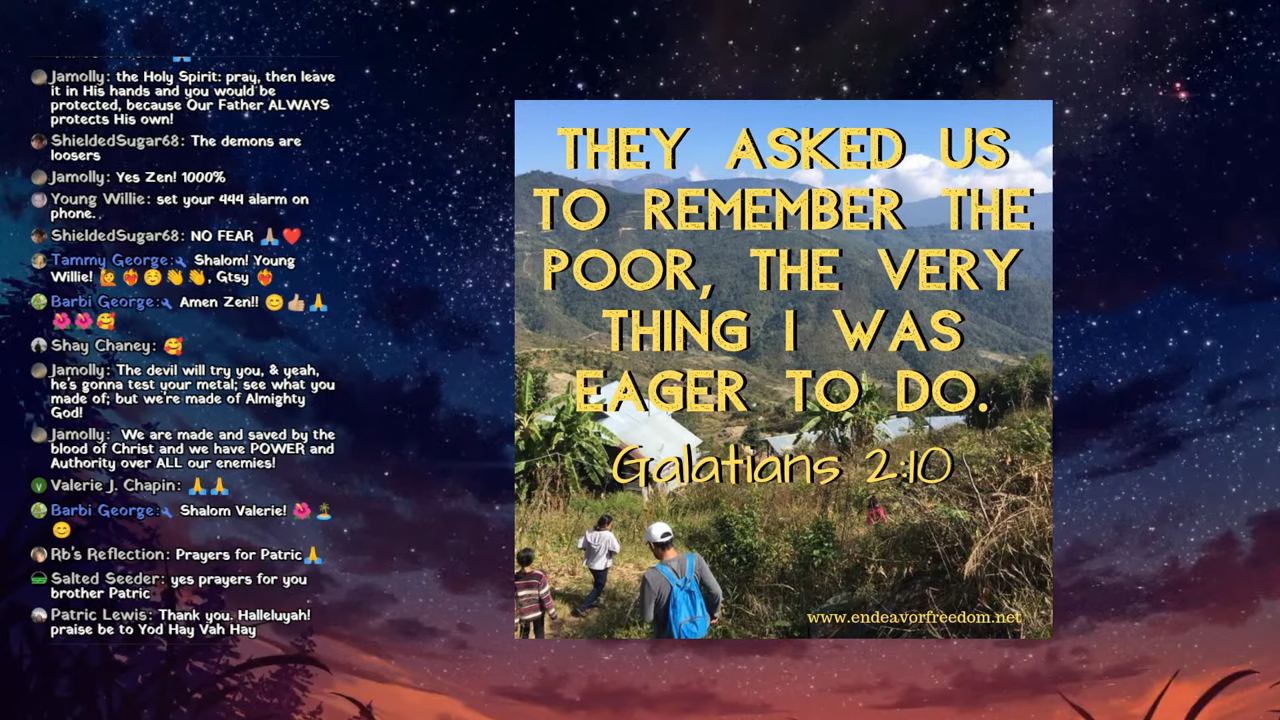 Jamolly: the Holy Spirit: pray, then leave
it in His hands and you would be
protected, because Our Father ALWAYS
protects His own!
ShieldedSugar68: The demons are
loosers
Jamolly: Yes Zen! 1000%
Young Willie: set your 444 alarm on
phone.
ShieldedSugar68: NO FEAR 🙏🏼❤️
Tammy George: Shalom! Young
Willie! 🙋❤️‍🔥☺️👋👋, Gtsy ❤️‍🔥
Barbi George: Amen Zen!! 😊👍🏼🙏
🌺🌺🥰
Shay Chaney: 🥰
Jamolly: The devil will try you, & yeah,
he's gonna test your metal; see what you
made of; but we're made of Almighty
God!
Jamolly: We are made and saved by the
blood of Christ and we have POWER and
Authority over ALL our enemies!
V
Valerie J. Chapin: 🙏🙏
Barbi George: Shalom Valerie! 🌺🏝️
😊
Rb's Reflection: Prayers for Patric🙏
Salted Seeder: yes prayers for you
brother Patric
Patric Lewis: Thank you. Halleluyah!
praise be to Yod Hay Vah Hay
THEY ASKED US
TO REMEMBER THE
POOR, THE VERY
THING I WAS
EAGER TO DO.
Galatians 2:10
www.endeavorfreedom.net